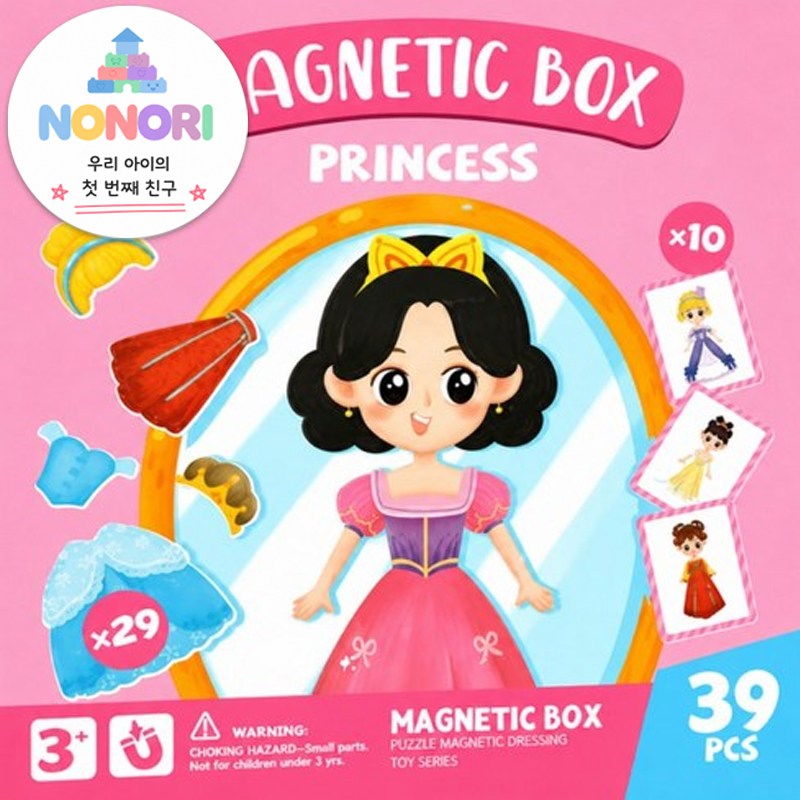 NONORI
우리 아이의
첫 번째 친구
MAGNETIC BOX
PRINCESS
×10
×29
39
PCS
3+
WARNING:
CHOKING HAZARD—Small parts.
Not for children under 3 yrs.
MAGNETIC BOX
PUZZLE MAGNETIC DRESSING
TOY SERIES